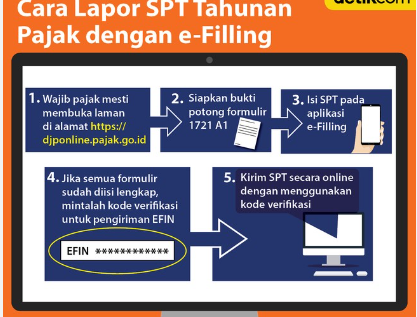 detikcom
Cara Lapor SPT Tahunan
Pajak dengan e-Filling
1. Wajib pajak mesti
membuka laman
di alamat https://
djponline.pajak.go.id
2. Siapkan bukti
potong formulir
1721 A1
3. Isi SPT pada
aplikasi
e-Filling
4. Jika semua formulir
sudah diisi lengkap,
mintalah kode verifikasi
untuk pengiriman EFIN
EFIN ************
5. Kirim SPT secara online
dengan menggunakan
kode verifikasi